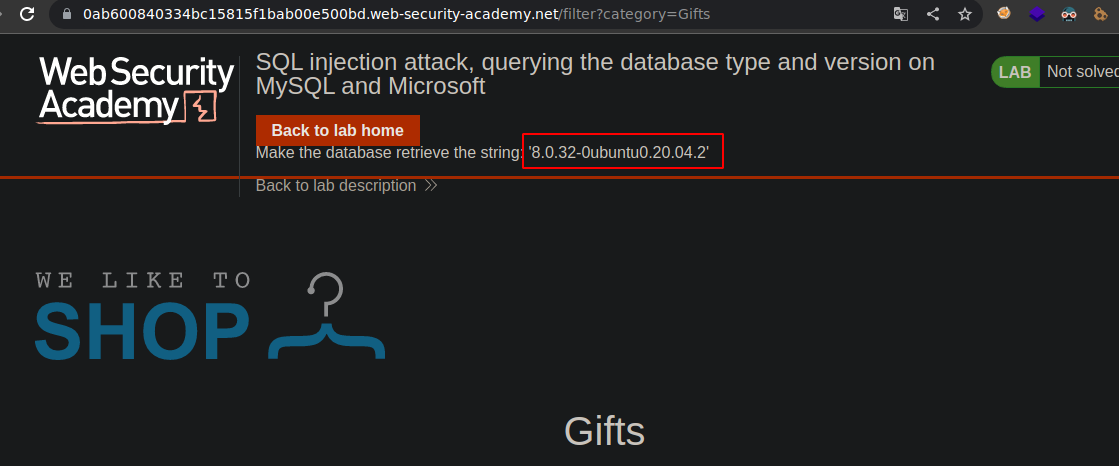 0ab600840334bc15815f1bab00e500bd.web-security-academy.net/filter?category=Gifts
Web Security
Academy
SQL injection attack, querying the database type and version on
MySQL and Microsoft
LAB Not solved
Back to lab home
Make the database retrieve the string: '8.0.32-0ubuntu0.20.04.2'
Back to lab description
WE LIKE TO
SHOP
Gifts